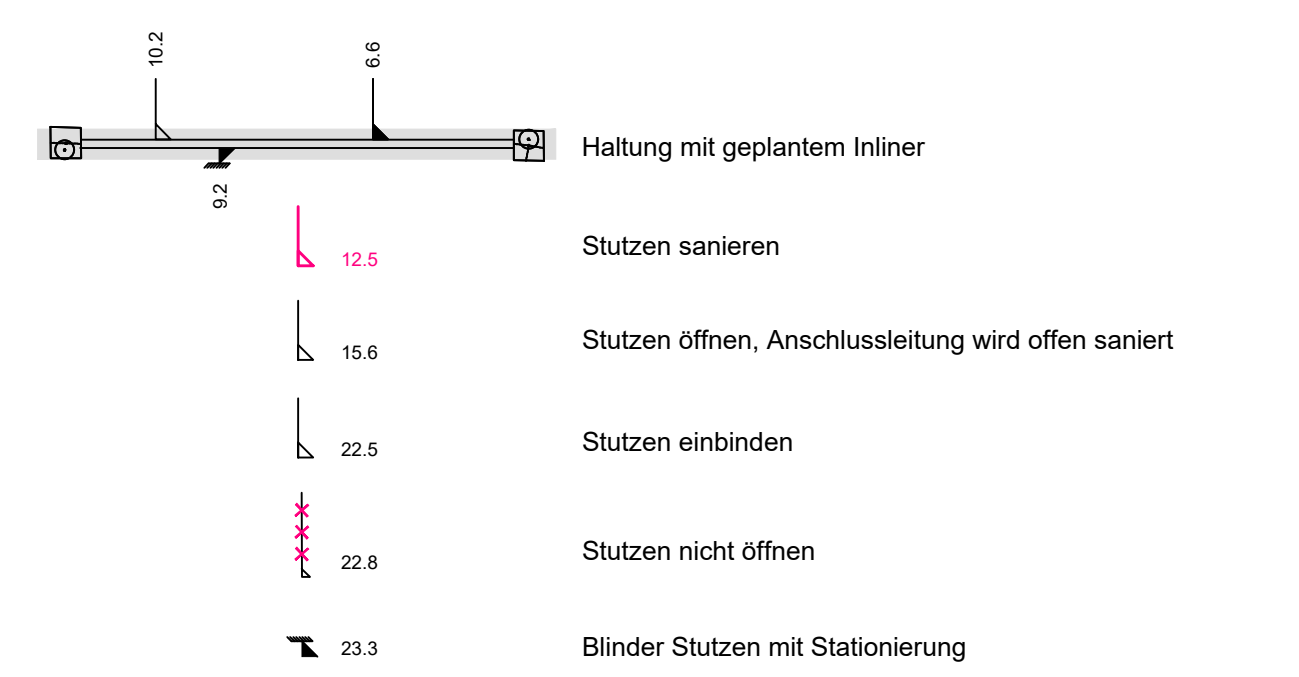 10.2
6.6
Haltung mit geplantem Inliner
9.2
Stutzen sanieren
12.5
Stutzen öffnen, Anschlussleitung wird offen saniert
15.6
Stutzen einbinden
22.5
Stutzen nicht öffnen
22.8
Blinder Stutzen mit Stationierung
23.3